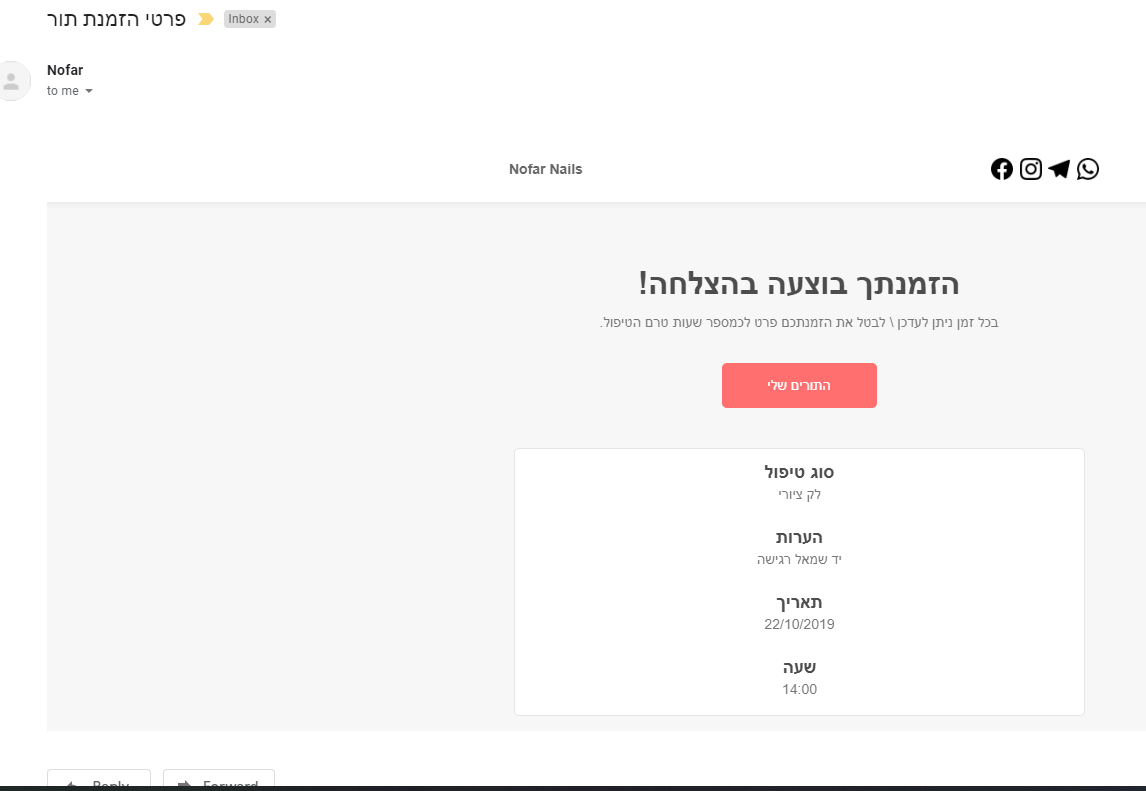 פרטי הזמנת תור
Inbox ×
Nofar
to me
Nofar Nails
הזמנתך בוצעה בהצלחה!
בכל זמן ניתן לעדכן \ לבטל את הזמנתכם פרט לכמספר שעות טרם הטיפול.
התורים שלי
סוג טיפול
לק ציורי
הערות
יד שמאל רגישה
תאריך
22/10/2019
שעה
14:00
Reply
Forward